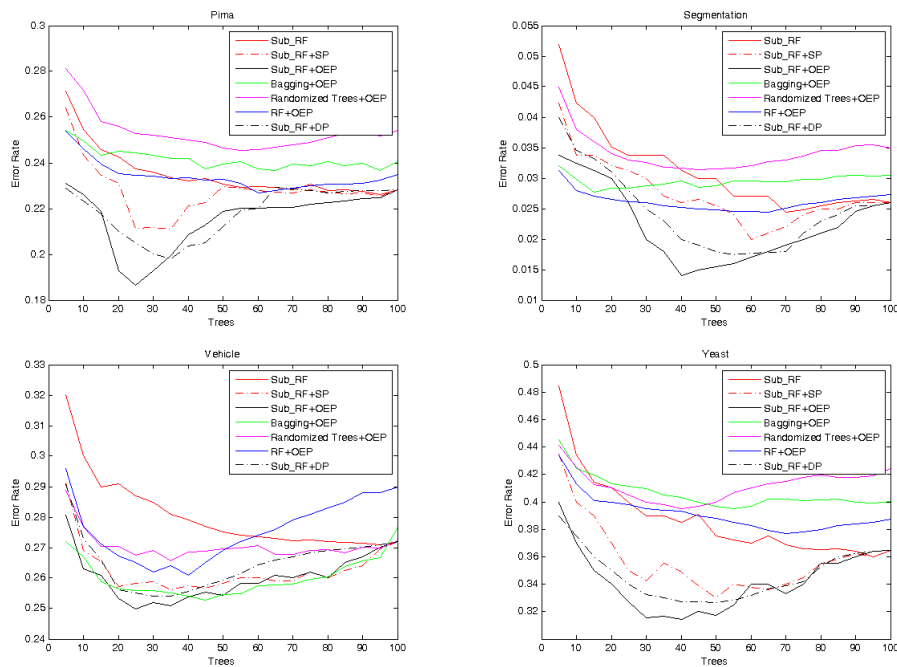 Pima
0.3
0.28
0.26
0.24
0.22
0.2
0.18
Error Rate
0 10 20 30 40 50 60 70 80 90 100
Trees
Sub_RF
Sub_RF+SP
Sub_RF+OEP
Bagging+OEP
Randomized Trees+OEP
RF+OEP
Sub_RF+DP
Segmentation
0.055
0.05
0.045
0.04
0.035
0.03
0.025
0.02
0.015
0.01
Error Rate
0 10 20 30 40 50 60 70 80 90 100
Trees
Sub_RF
Sub_RF+SP
Sub_RF+OEP
Bagging+OEP
Randomized Trees+OEP
RF+OEP
Sub_RF+DP
Vehicle
0.33
0.32
0.31
0.3
0.29
0.28
0.27
0.26
0.25
0.24
Error Rate
0 10 20 30 40 50 60 70 80 90 100
Trees
Sub_RF
Sub_RF+SP
Sub_RF+OEP
Bagging+OEP
Randomized Trees+OEP
RF+OEP
Sub_RF+DP
Yeast
0.5
0.48
0.46
0.44
0.42
0.4
0.38
0.36
0.34
0.32
Error Rate
0 10 20 30 40 50 60 70 80 90 100
Trees
Sub_RF
Sub_RF+SP
Sub_RF+OEP
Bagging+OEP
Randomized Trees+OEP
RF+OEP
Sub_RF+DP